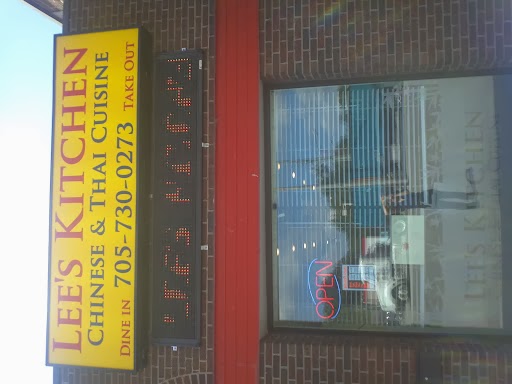 LEE'S KITCHEN
CHINESE & THAI CUISINE
DINE IN 705-730-0273 TAKE OUT
OPEN
LEE'S KITCHEN